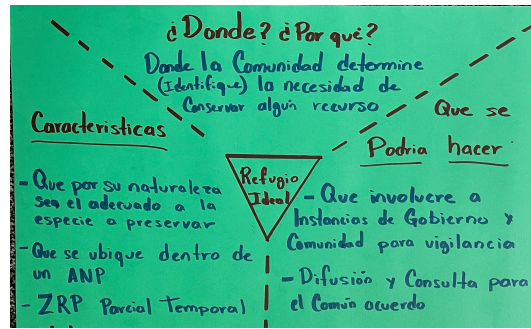 ¿Donde? ¿Por qué?
Donde la Comunidad determine
(Identifique) la necesidad de
Conservar algún recurso
Caracteristicas
- Que por su naturaleza
sea el adecuado a la
especie a preservar
- Que se ubique dentro de
un ANP
- ZRP Parcial Temporal
Refugio
Ideal
Que se
Podria hacer
- Que involucre a
Instancias de Gobierno y
Comunidad para vigilancia
- Difusión y Consulta para
el Común acuerdo